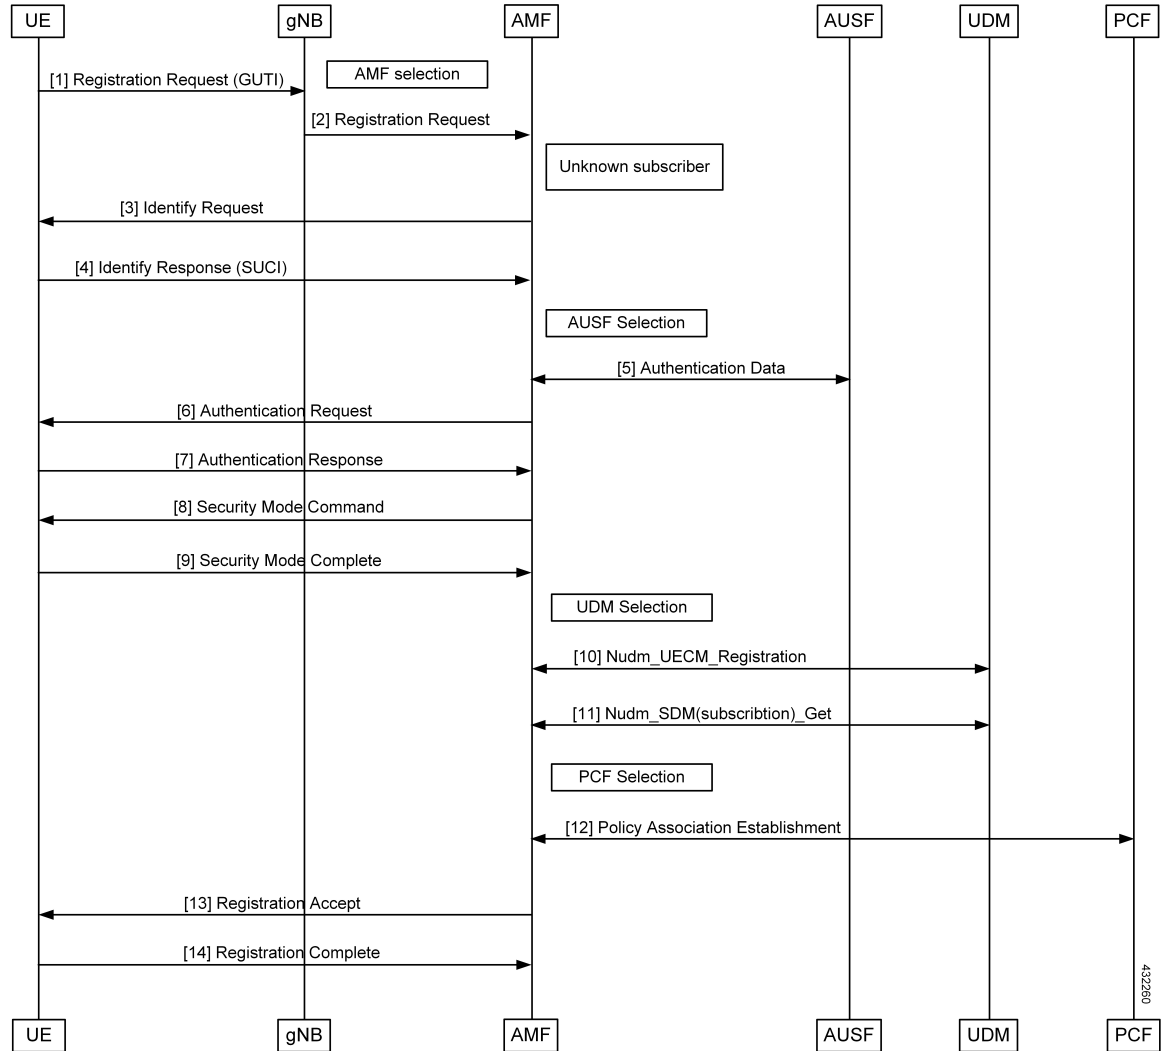 UE
gNB
AMF
AUSF
UDM
PCF
AMF selection
[1] Registration Request (GUTI)
[2] Registration Request
Unknown subscriber
[3] Identify Request
[4] Identify Response (SUCI)
AUSF Selection
[5] Authentication Data
[6] Authentication Request
[7] Authentication Response
[8] Security Mode Command
[9] Security Mode Complete
UDM Selection
[10] Nudm_UECM_Registration
[11] Nudm_SDM(subscribtion)_Get
PCF Selection
[12] Policy Association Establishment
[13] Registration Accept
[14] Registration Complete
432260
UE
gNB
AMF
AUSF
UDM
PCF